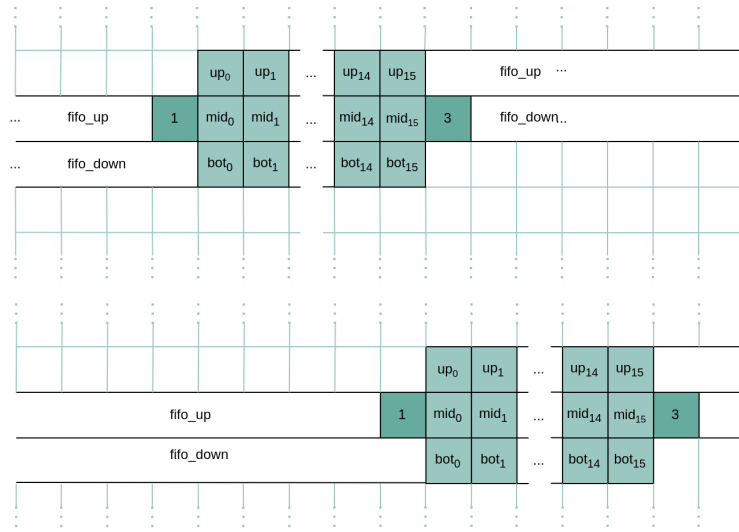 up₀ up₁ ... up₁₄ up₁₅ fifo_up ...
... fifo_up 1 mid₀ mid₁ ... mid₁₄ mid₁₅ 3 fifo_down...
... fifo_down bot₀ bot₁ ... bot₁₄ bot₁₅
up₀ up₁ ... up₁₄ up₁₅
fifo_up 1 mid₀ mid₁ ... mid₁₄ mid₁₅ 3
fifo_down bot₀ bot₁ ... bot₁₄ bot₁₅